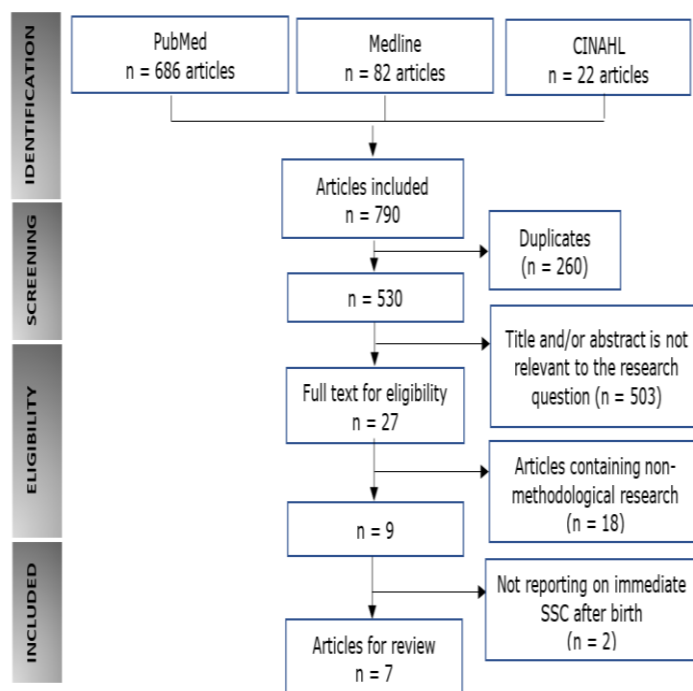 IDENTIFICATION
PubMed
n = 686 articles
Medline
n = 82 articles
CINAHL
n = 22 articles
Articles included
n = 790
SCREENING
Duplicates
(n = 260)
n = 530
Title and/or abstract is not
relevant to the research
question (n = 503)
ELIGIBILITY
Full text for eligibility
n = 27
Articles containing non-
methodological research
(n = 18)
n = 9
INCLUDED
Not reporting on immediate
SSC after birth
(n = 2)
Articles for review
n = 7